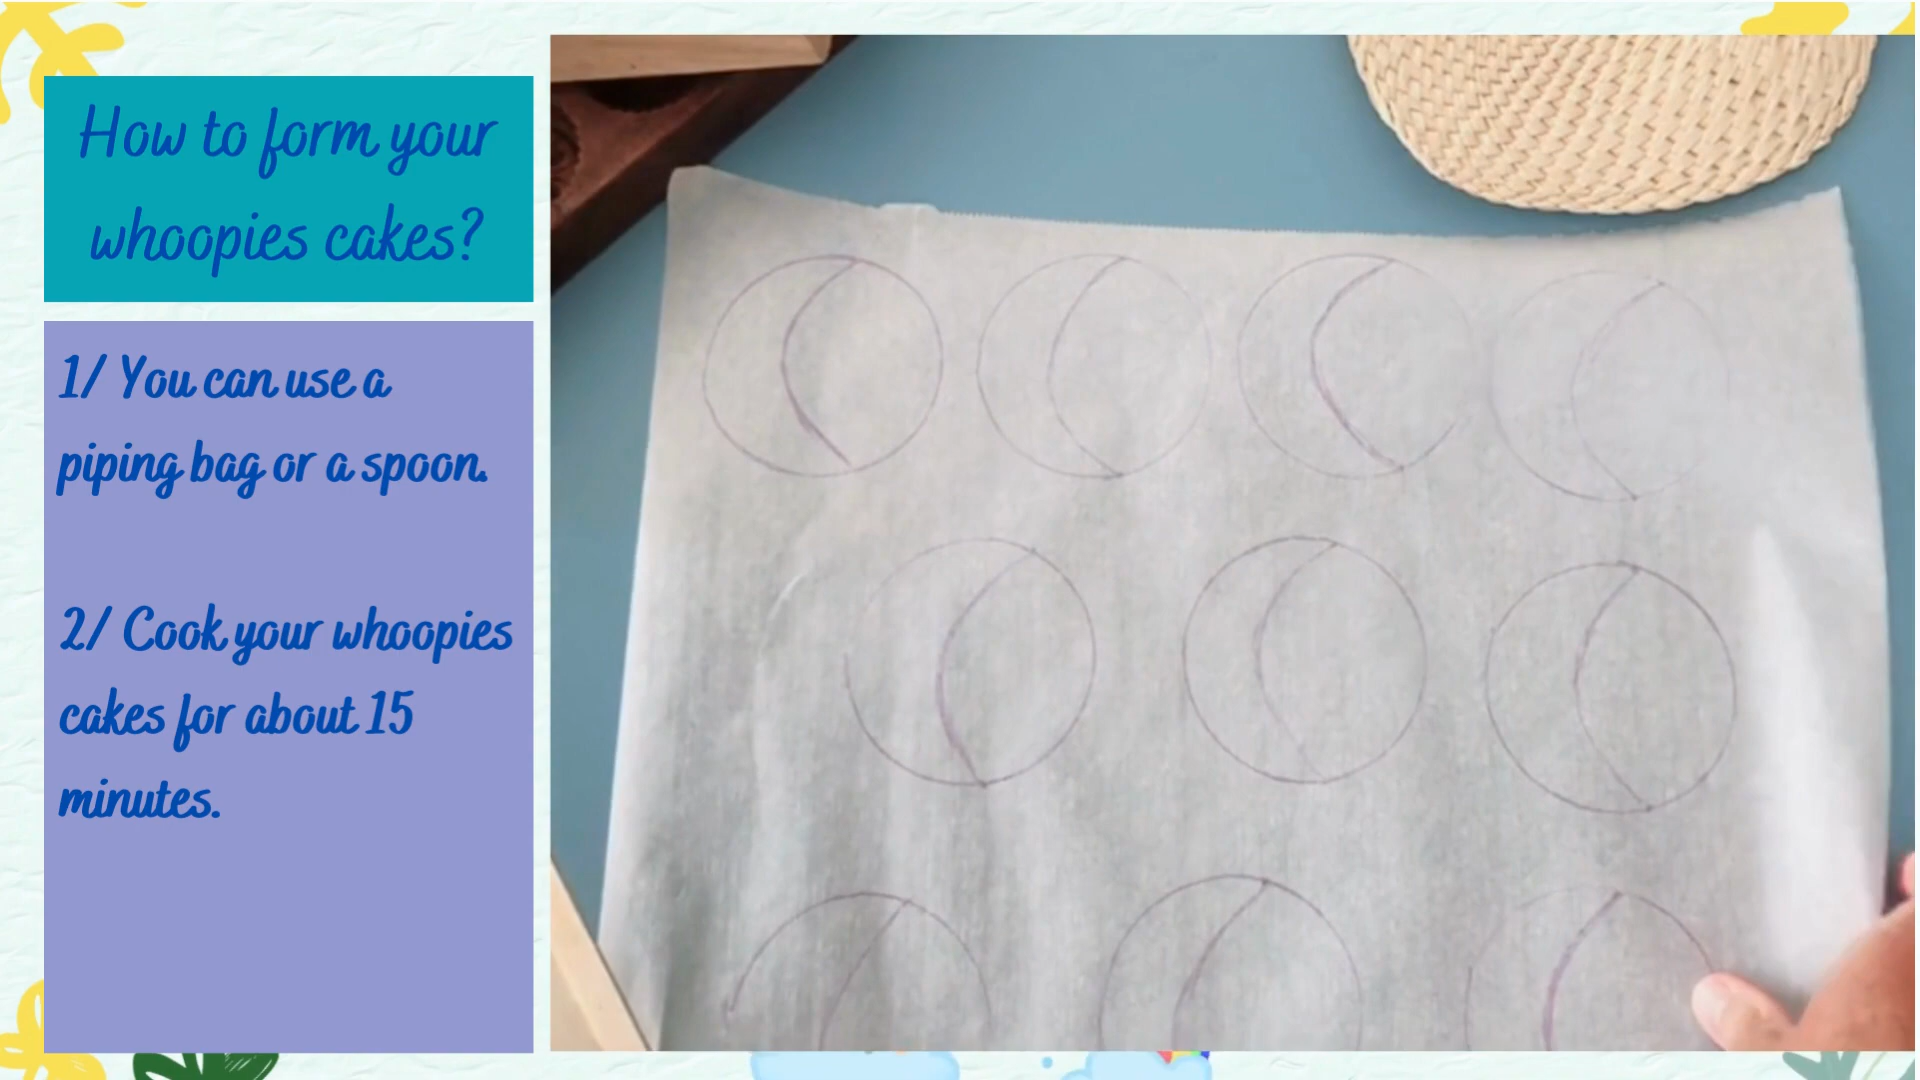 How to form your
whoopies cakes?
1/ You can use a
piping bag or a spoon.
2/ Cook your whoopies
cakes for about 15
minutes.